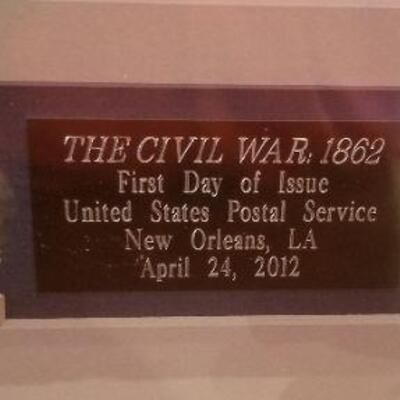 THE CIVIL WAR: 1862
First Day of Issue
United States Postal Service
New Orleans, LA
April 24, 2012